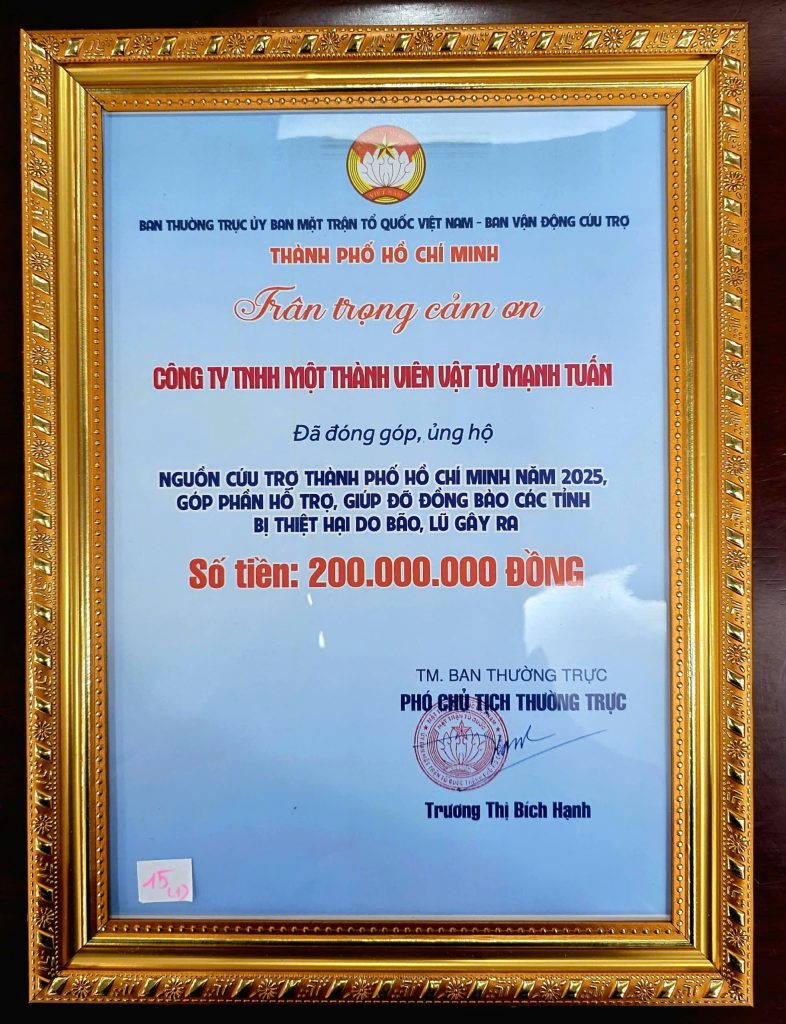 VIỆT NAM
BAN THƯỜNG TRỰC ỦY BAN MẶT TRẬN TỔ QUỐC VIỆT NAM - BAN VẬN ĐỘNG CỨU TRỢ
THÀNH PHỐ HỒ CHÍ MINH
Trân trọng cảm ơn
CÔNG TY TNHH MỘT THÀNH VIÊN VẬT TƯ MẠNH TUẤN
Đã đóng góp, ủng hộ
NGUỒN CỨU TRỢ THÀNH PHỐ HỒ CHÍ MINH NĂM 2025,
GÓP PHẦN HỖ TRỢ, GIÚP ĐỠ ĐỒNG BÀO CÁC TỈNH
BỊ THIỆT HẠI DO BÃO, LŨ GÂY RA
Số tiền: 200.000.000 ĐỒNG
TM. BAN THƯỜNG TRỰC
PHÓ CHỦ TỊCH THƯỜNG TRỰC
Trương Thị Bích Hạnh
15